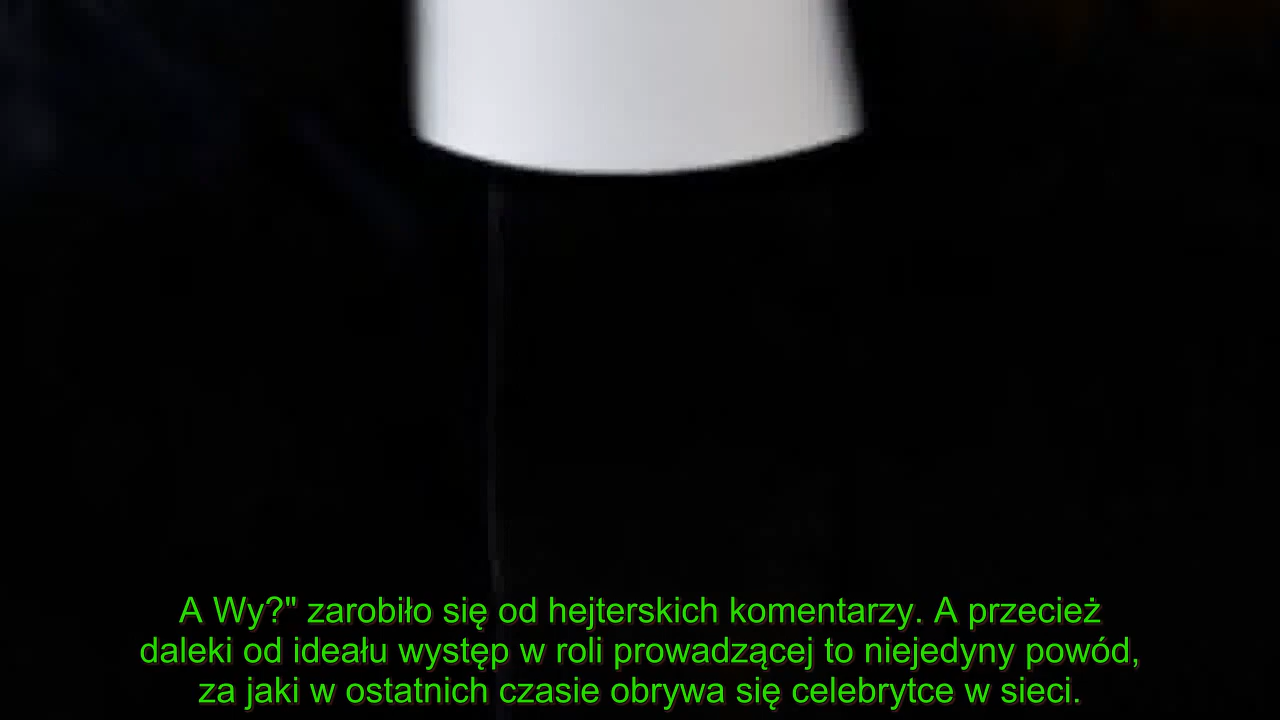 A Wy?" zarobiło się od hejterskich komentarzy. A przecież
daleki od ideału występ w roli prowadzącej to niejedyny powód,
za jaki w ostatnich czasie obrywa się celebrytce w sieci.